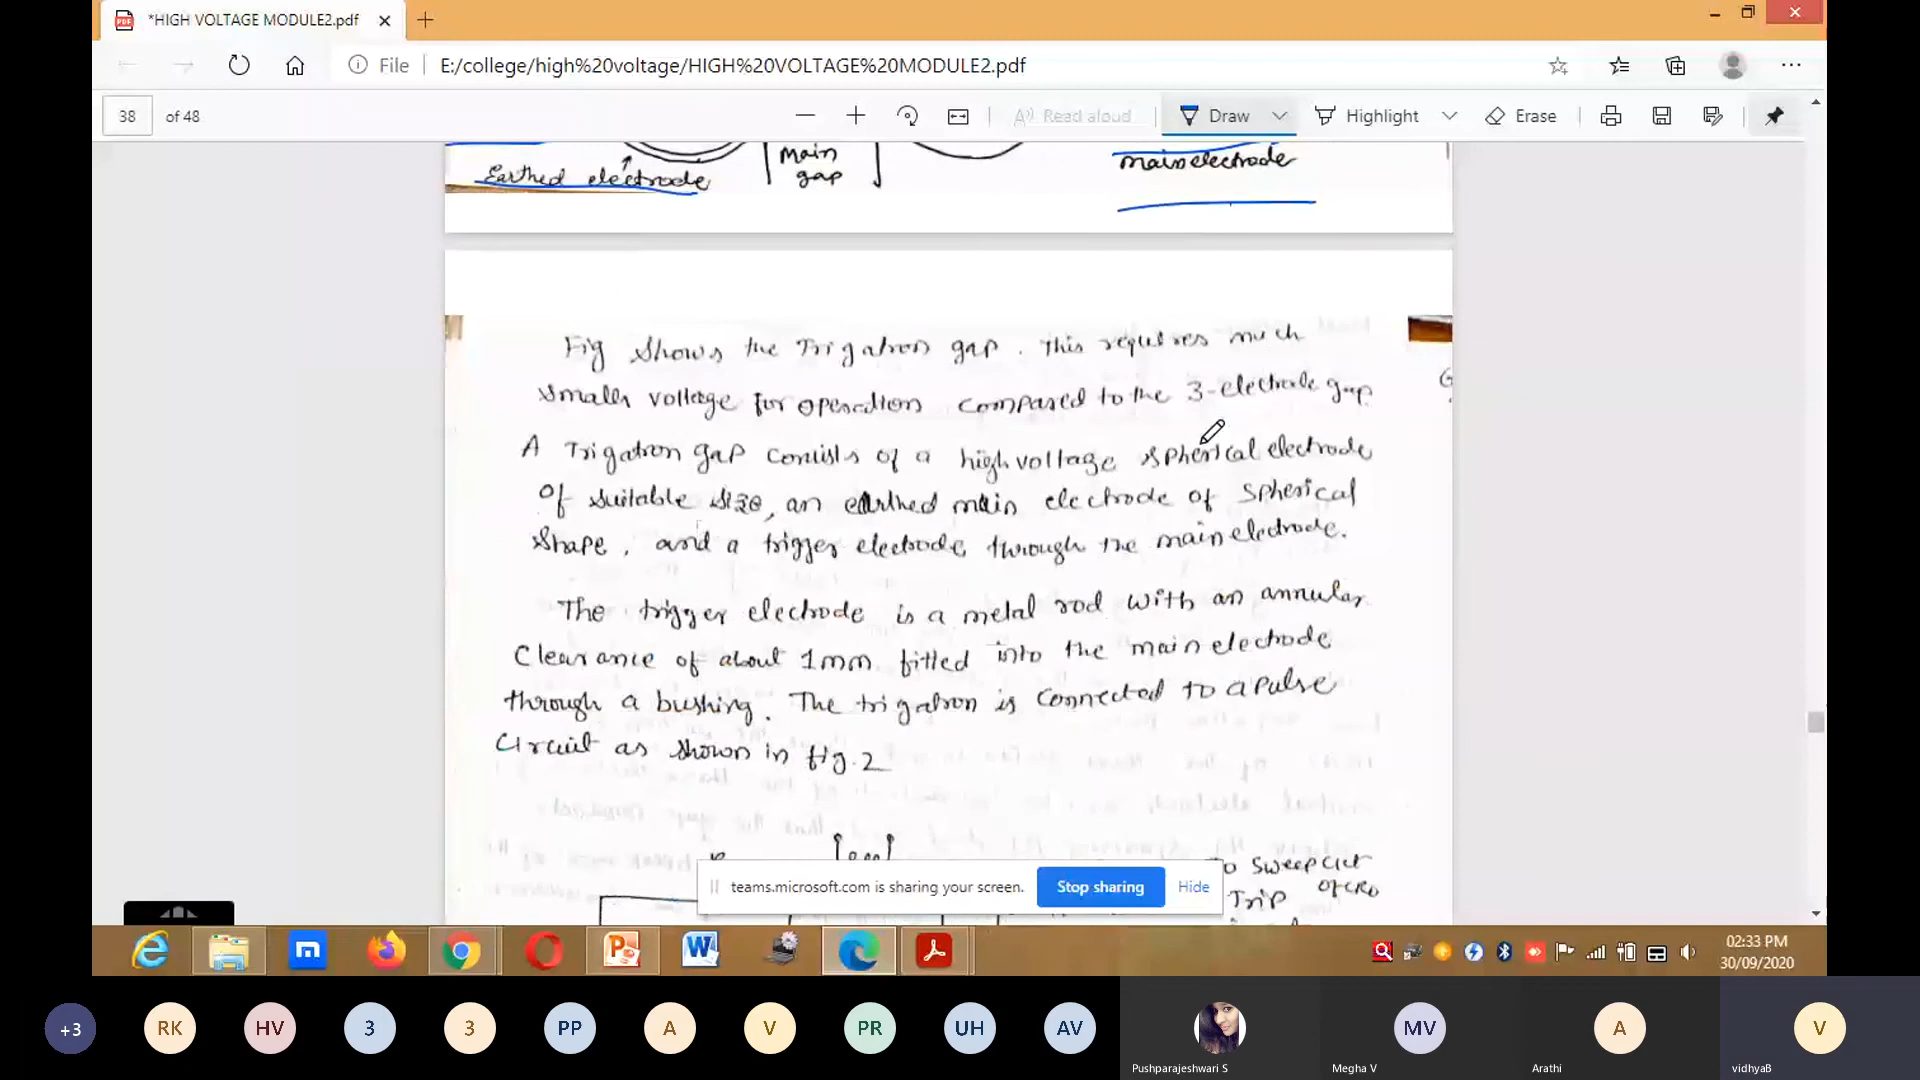 *HIGH VOLTAGE MODULE2.pdf
File E:/college/high%20voltage/HIGH%20VOLTAGE%20MODULE2.pdf
38 of 48 Read aloud Draw Highlight Erase
Main
gap
Earthed electrode
main electrode
Fig shows the Trigatron gap. This requires much
smaller voltage for operation compared to the 3-electrode gap.
A Trigatron gap consists of a high voltage spherical electrode
of suitable size, an earthed main electrode of spherical
shape, and a trigger electrode through the main electrode.
The trigger electrode is a metal rod with an annular
clearance of about 1mm fitted into the main electrode
through a bushing. The trigatron is connected to a pulse
circuit as shown in fig.2
To sweep ckt
of CRO
Trip
teams.microsoft.com is sharing your screen. Stop sharing Hide
02:33 PM
30/09/2020
+3 RK HV 3 3 PP A V PR UH AV MV A V
Pushparajeshwari S Megha V Arathi vidhyaB